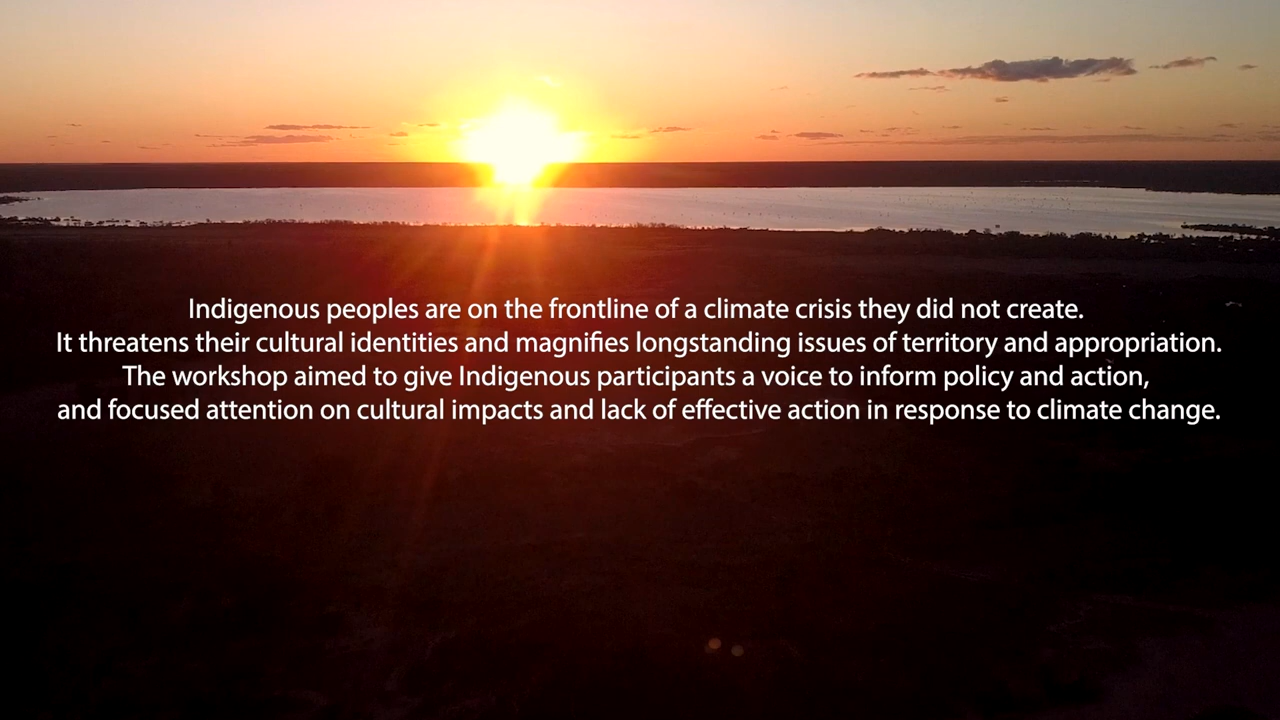 Indigenous peoples are on the frontline of a climate crisis they did not create.
It threatens their cultural identities and magnifies longstanding issues of territory and appropriation.
The workshop aimed to give Indigenous participants a voice to inform policy and action,
and focused attention on cultural impacts and lack of effective action in response to climate change.